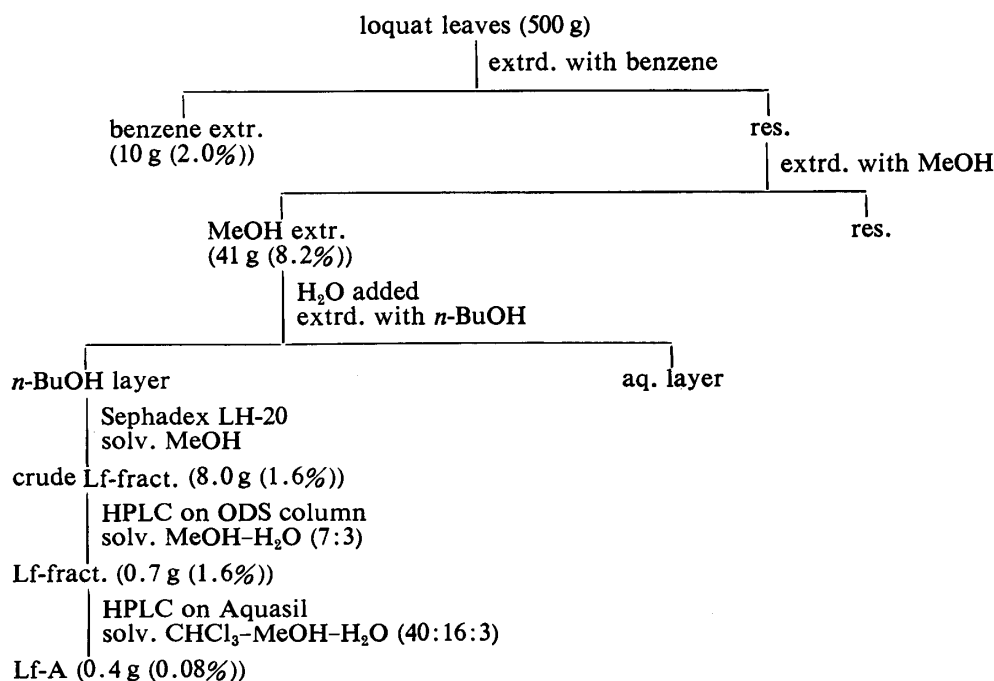 loquat leaves (500 g)
extrd. with benzene
benzene extr.
(10 g (2.0%))
res.
extrd. with MeOH
MeOH extr.
(41 g (8.2%))
res.
H₂O added
extrd. with n-BuOH
n-BuOH layer
aq. layer
Sephadex LH-20
solv. MeOH
crude Lf-fract. (8.0 g (1.6%))
HPLC on ODS column
solv. MeOH–H₂O (7:3)
Lf-fract. (0.7 g (1.6%))
HPLC on Aquasil
solv. CHCl₃–MeOH–H₂O (40:16:3)
Lf-A (0.4 g (0.08%))